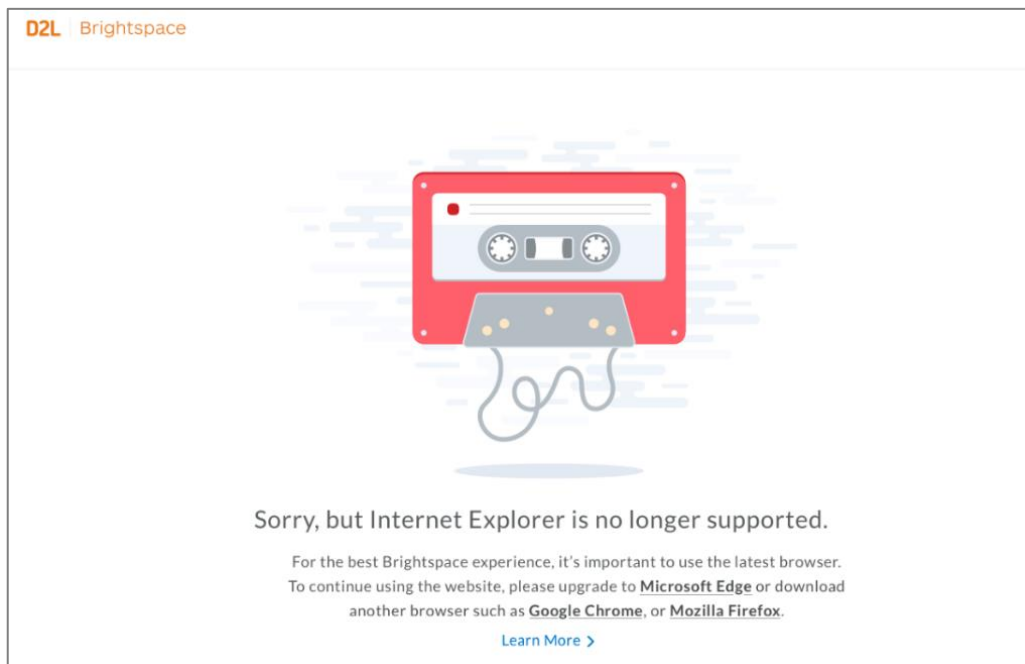 D2L Brightspace
Sorry, but Internet Explorer is no longer supported.
For the best Brightspace experience, it's important to use the latest browser.
To continue using the website, please upgrade to Microsoft Edge or download
another browser such as Google Chrome, or Mozilla Firefox.
Learn More >